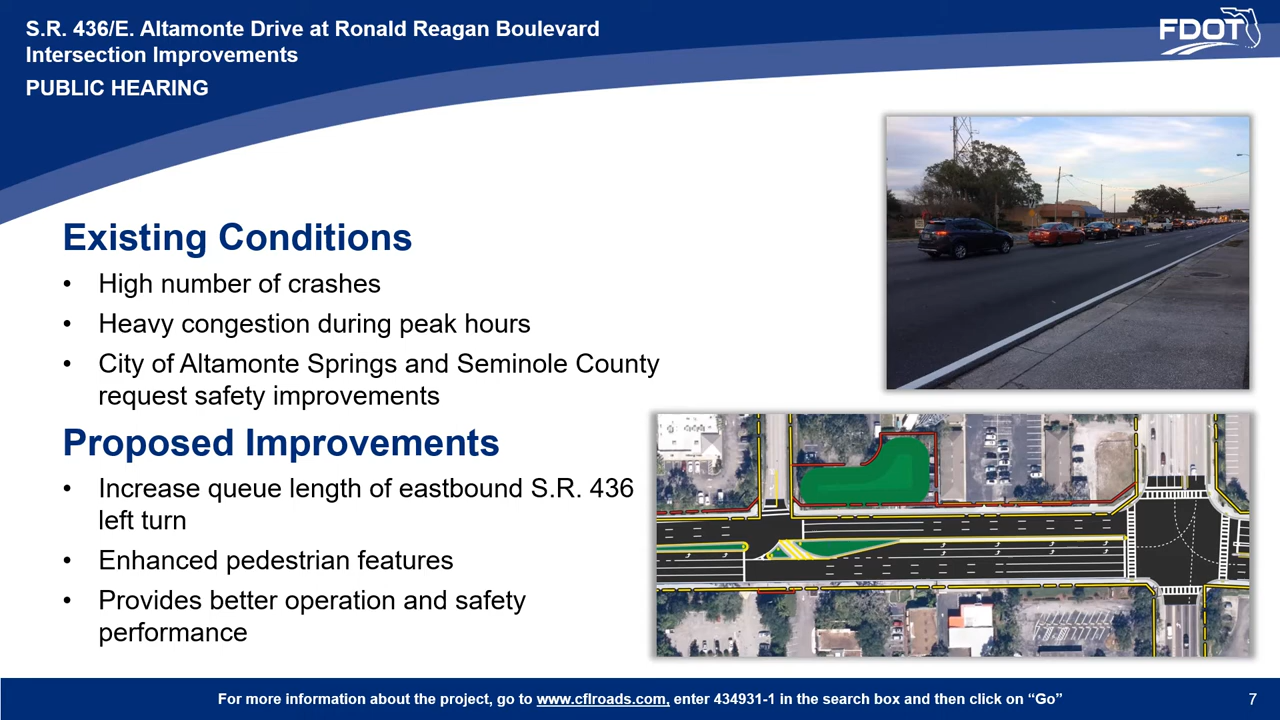 S.R. 436/E. Altamonte Drive at Ronald Reagan Boulevard
Intersection Improvements
PUBLIC HEARING
FDOT
Existing Conditions
• High number of crashes
• Heavy congestion during peak hours
• City of Altamonte Springs and Seminole County
request safety improvements
Proposed Improvements
• Increase queue length of eastbound S.R. 436
left turn
• Enhanced pedestrian features
• Provides better operation and safety
performance
For more information about the project, go to www.cflroads.com, enter 434931-1 in the search box and then click on “Go”
7